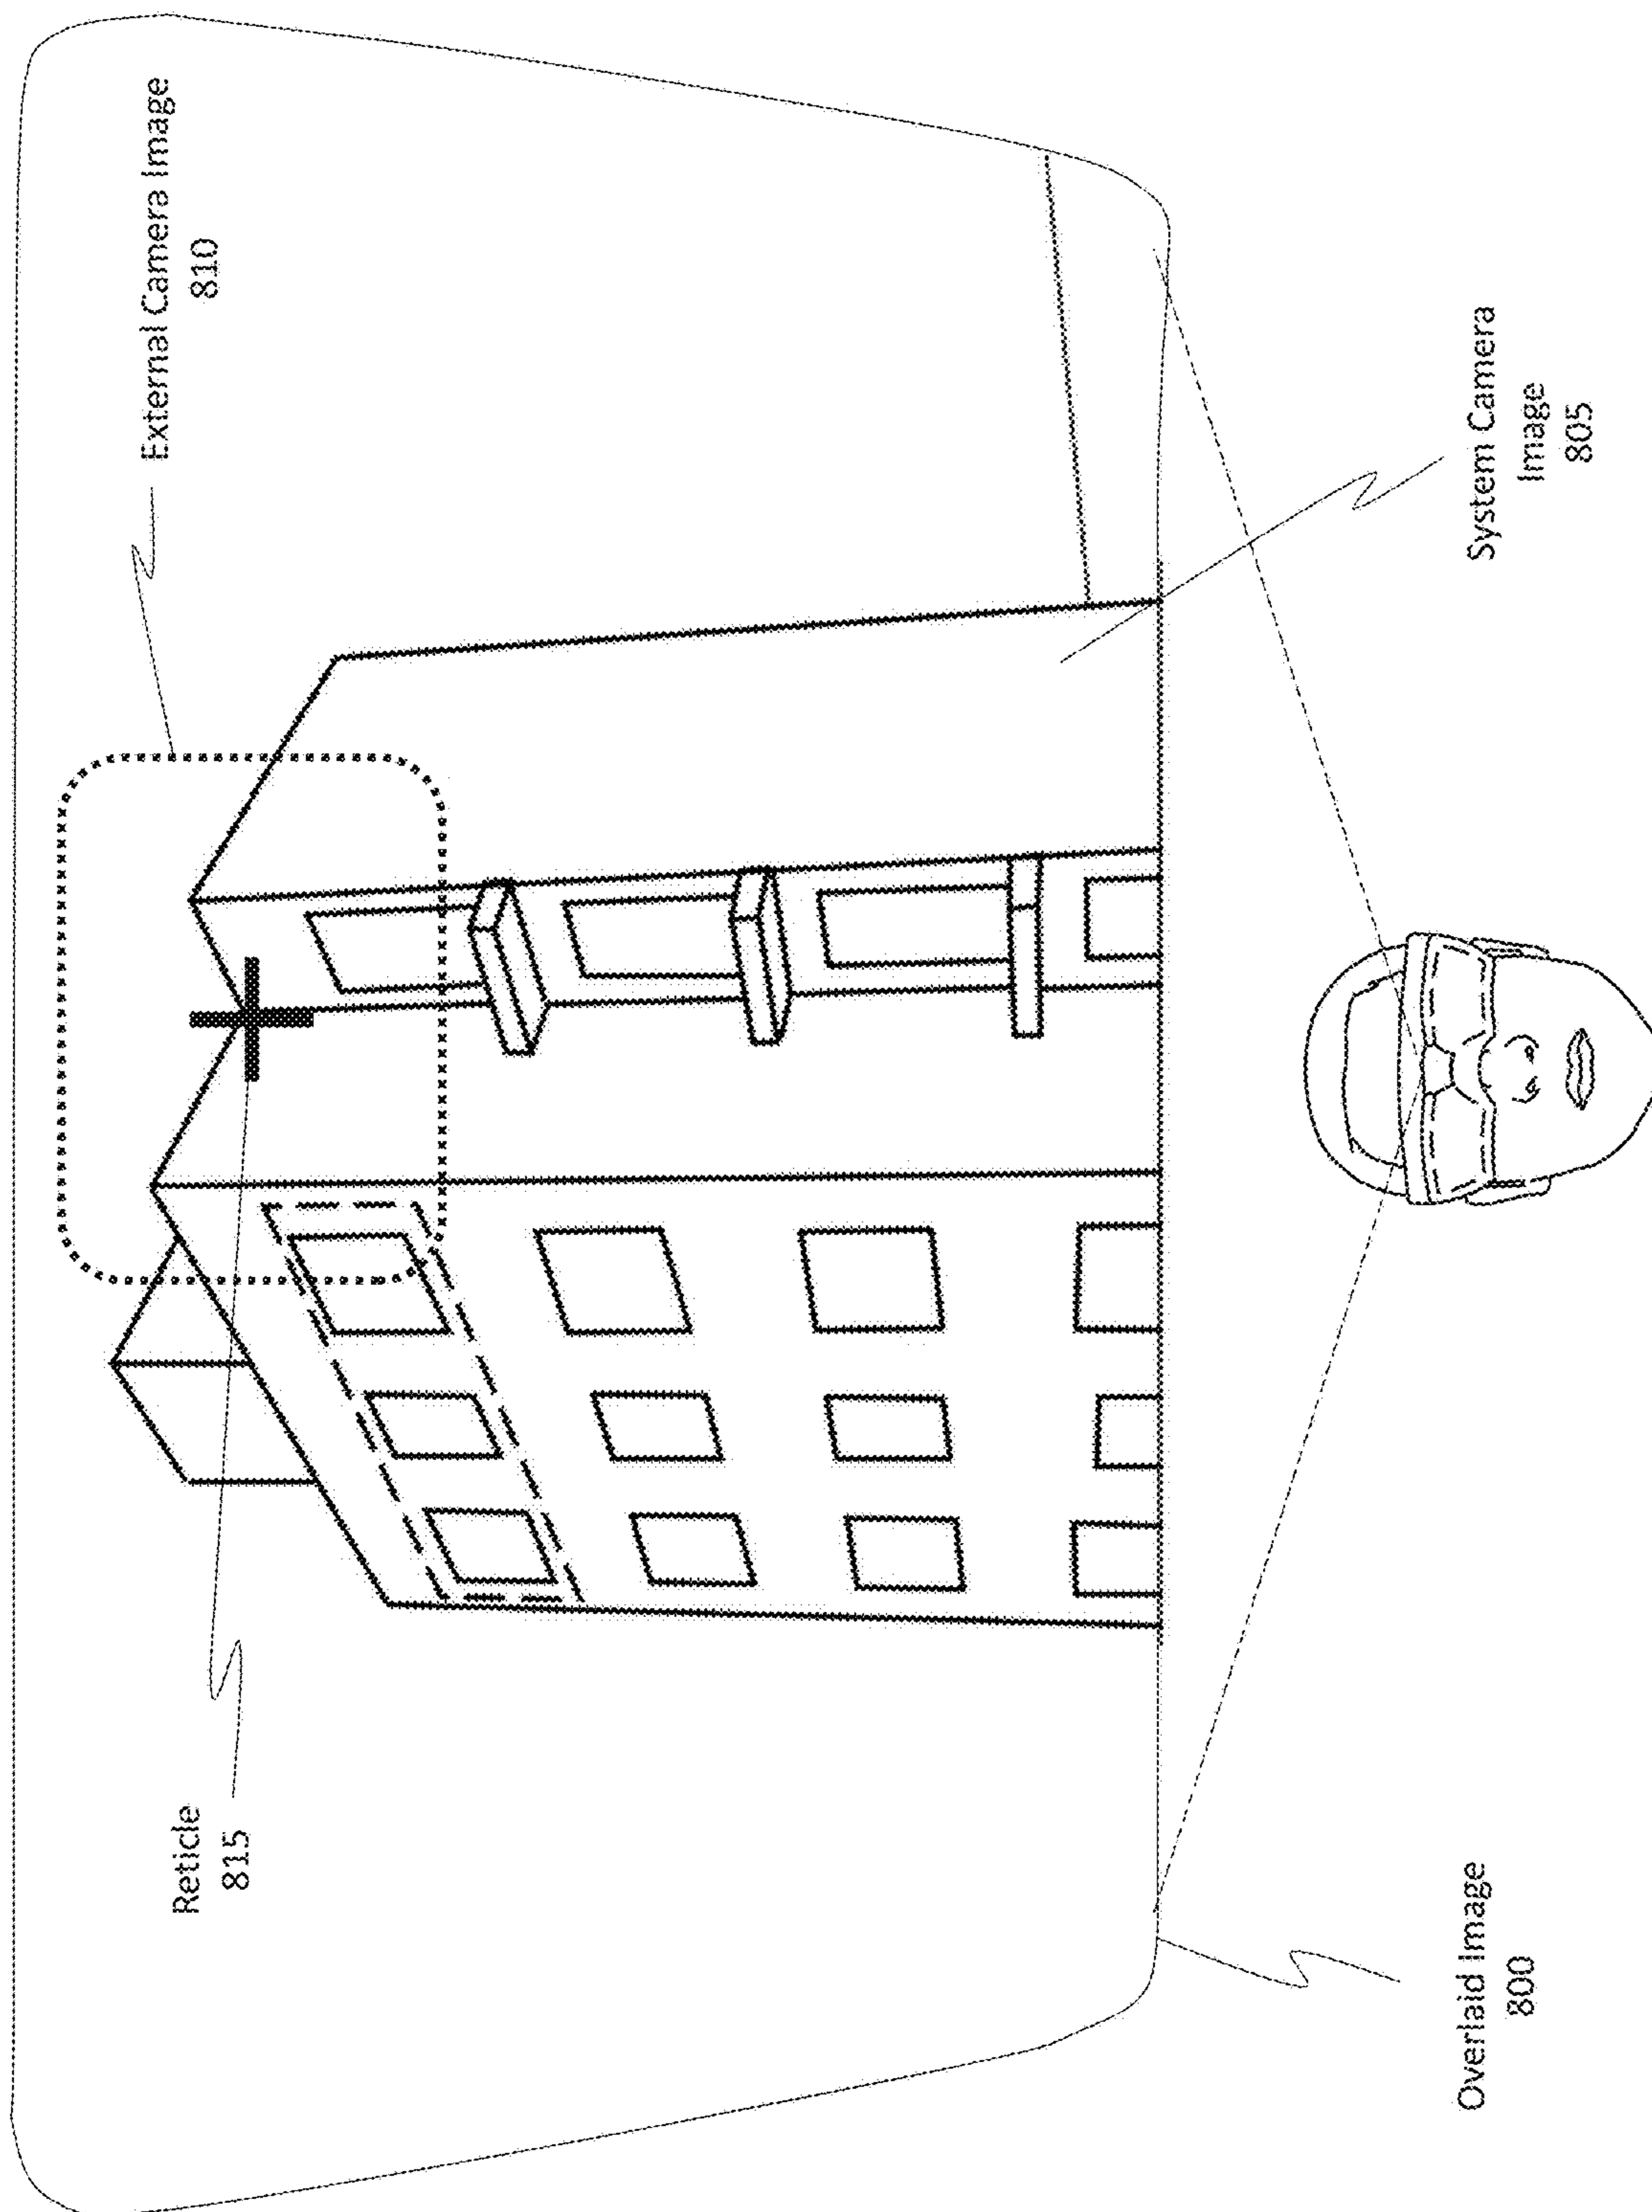 Reticle
815
External Camera Image
810
Overlaid Image
800
System Camera
Image
805